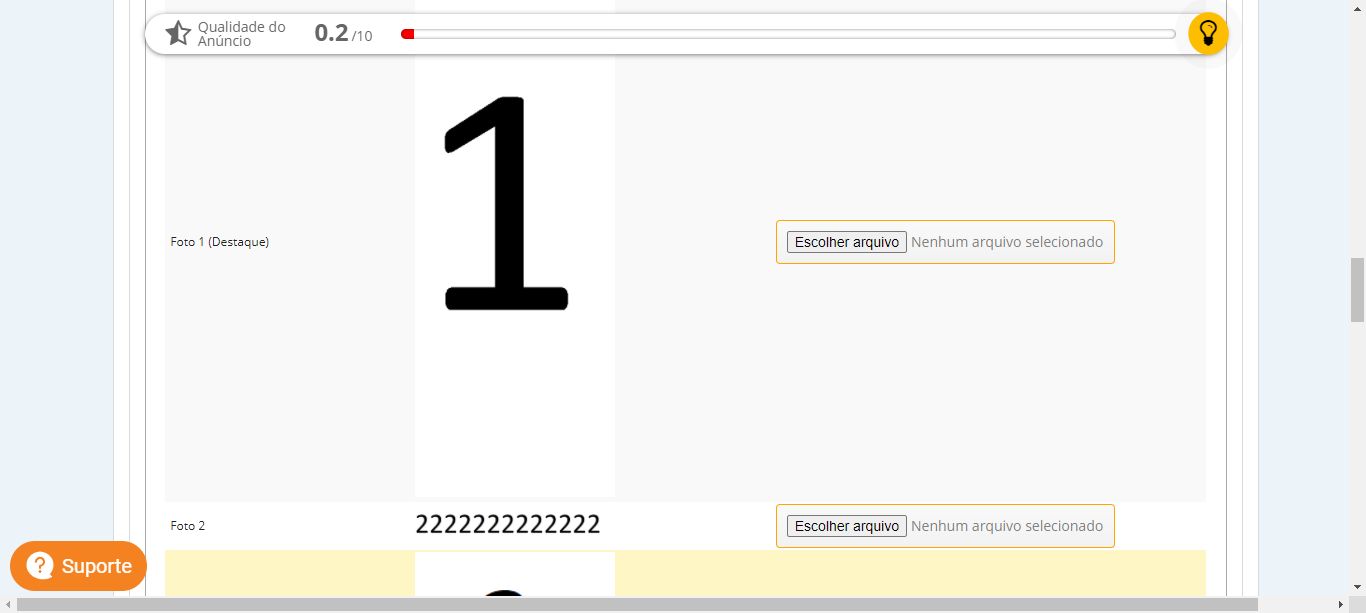 Qualidade do
Anúncio
0.2 /10
1
Foto 1 (Destaque)
Escolher arquivo Nenhum arquivo selecionado
Foto 2
2222222222222
Escolher arquivo Nenhum arquivo selecionado
? Suporte